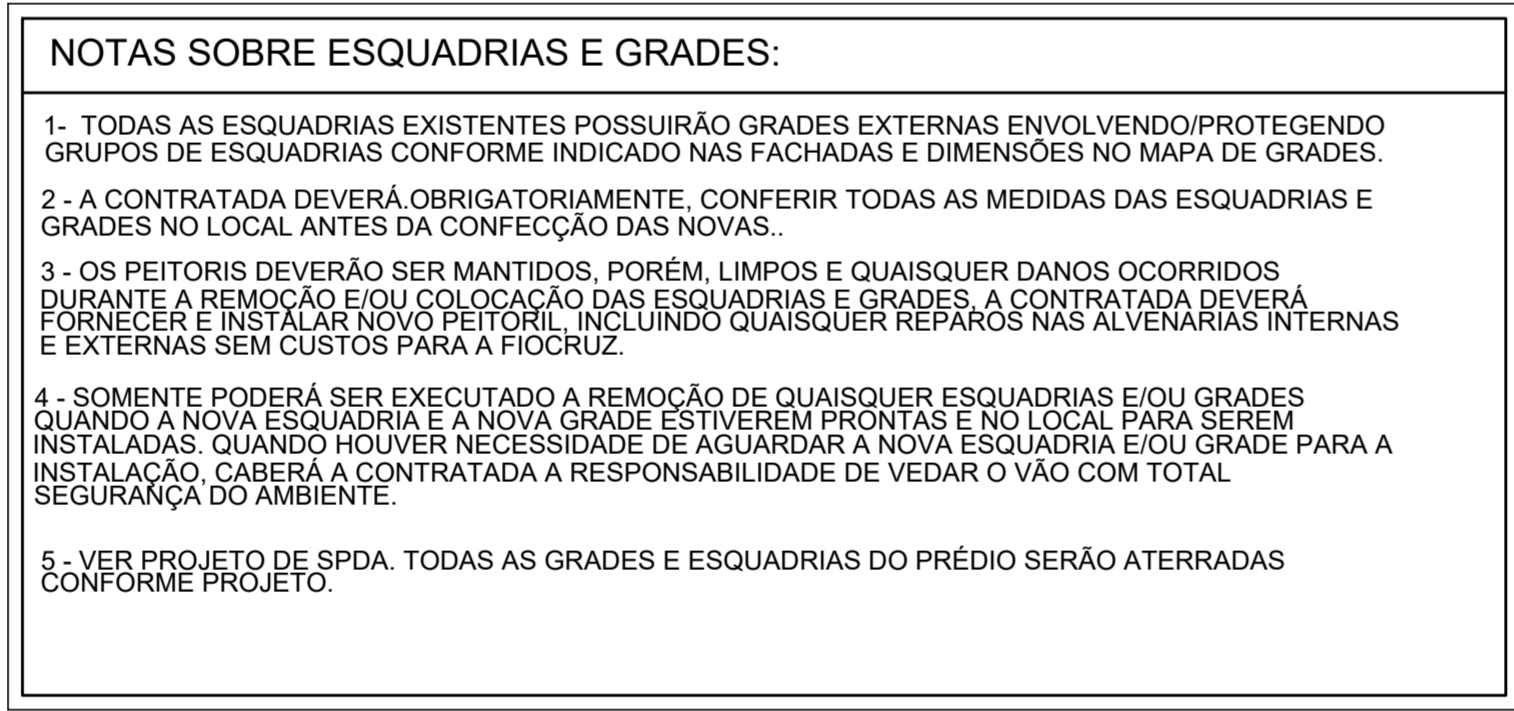 NOTAS SOBRE ESQUADRIAS E GRADES:
1- TODAS AS ESQUADRIAS EXISTENTES POSSUIRÃO GRADES EXTERNAS ENVOLVENDO/PROTEGENDO
GRUPOS DE ESQUADRIAS CONFORME INDICADO NAS FACHADAS E DIMENSÕES NO MAPA DE GRADES.
2 - A CONTRATADA DEVERÁ.OBRIGATORIAMENTE, CONFERIR TODAS AS MEDIDAS DAS ESQUADRIAS E
GRADES NO LOCAL ANTES DA CONFECÇÃO DAS NOVAS..
3 - OS PEITORIS DEVERÃO SER MANTIDOS, PORÉM, LIMPOS E QUAISQUER DANOS OCORRIDOS
DURANTE A REMOÇÃO E/OU COLOCAÇÃO DAS ESQUADRIAS E GRADES, A CONTRATADA DEVERÁ
FORNECER E INSTALAR NOVO PEITORIL, INCLUINDO QUAISQUER REPAROS NAS ALVENARIAS INTERNAS
E EXTERNAS SEM CUSTOS PARA A FIOCRUZ.
4 - SOMENTE PODERÁ SER EXECUTADO A REMOÇÃO DE QUAISQUER ESQUADRIAS E/OU GRADES
QUANDO A NOVA ESQUADRIA E A NOVA GRADE ESTIVEREM PRONTAS E NO LOCAL PARA SEREM
INSTALADAS. QUANDO HOUVER NECESSIDADE DE AGUARDAR A NOVA ESQUADRIA E/OU GRADE PARA A
INSTALAÇÃO, CABERÁ A CONTRATADA A RESPONSABILIDADE DE VEDAR O VÃO COM TOTAL
SEGURANÇA DO AMBIENTE.
5 - VER PROJETO DE SPDA. TODAS AS GRADES E ESQUADRIAS DO PRÉDIO SERÃO ATERRADAS
CONFORME PROJETO.